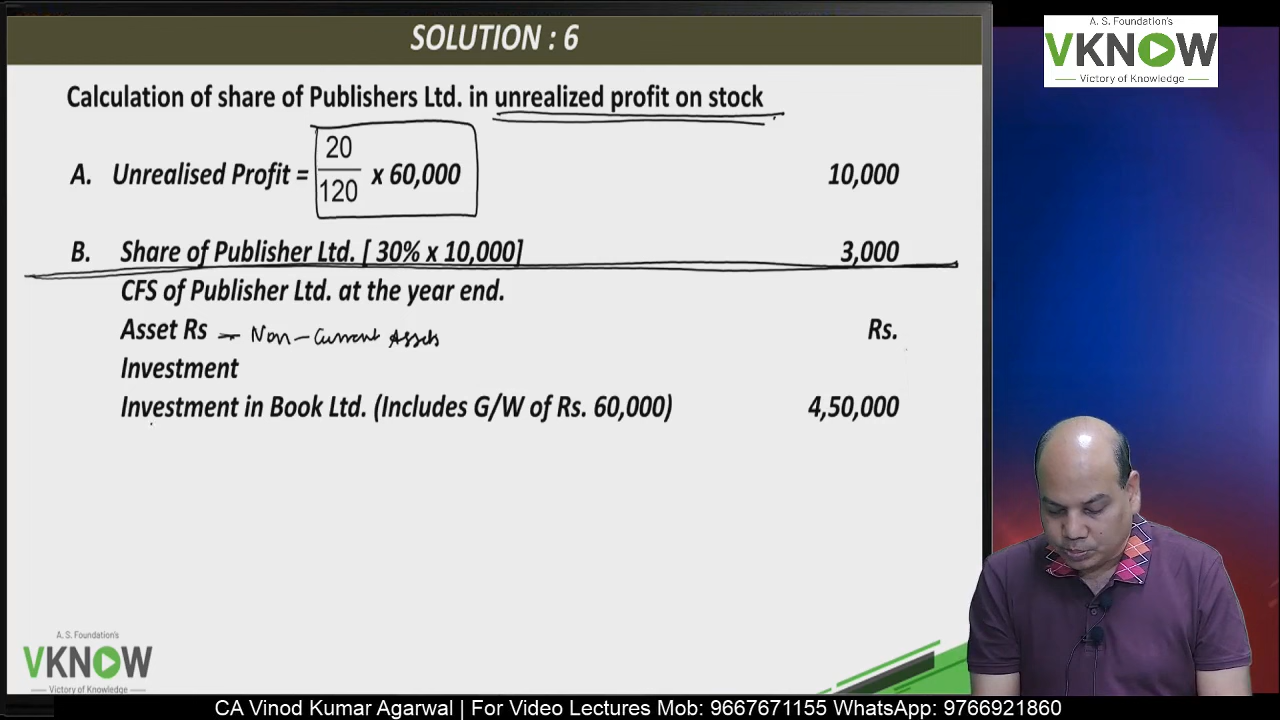 SOLUTION : 6
A. S. Foundation's
VKNOW
Victory of Knowledge
Calculation of share of Publishers Ltd. in unrealized profit on stock
A. Unrealised Profit = 20/120 x 60,000 10,000
B. Share of Publisher Ltd. [ 30% x 10,000] 3,000
CFS of Publisher Ltd. at the year end.
Asset Rs – Non-Current Assets Rs.
Investment
Investment in Book Ltd. (Includes G/W of Rs. 60,000) 4,50,000
A. S. Foundation's
VKNOW
Victory of Knowledge
CA Vinod Kumar Agarwal | For Video Lectures Mob: 9667671155 WhatsApp: 9766921860